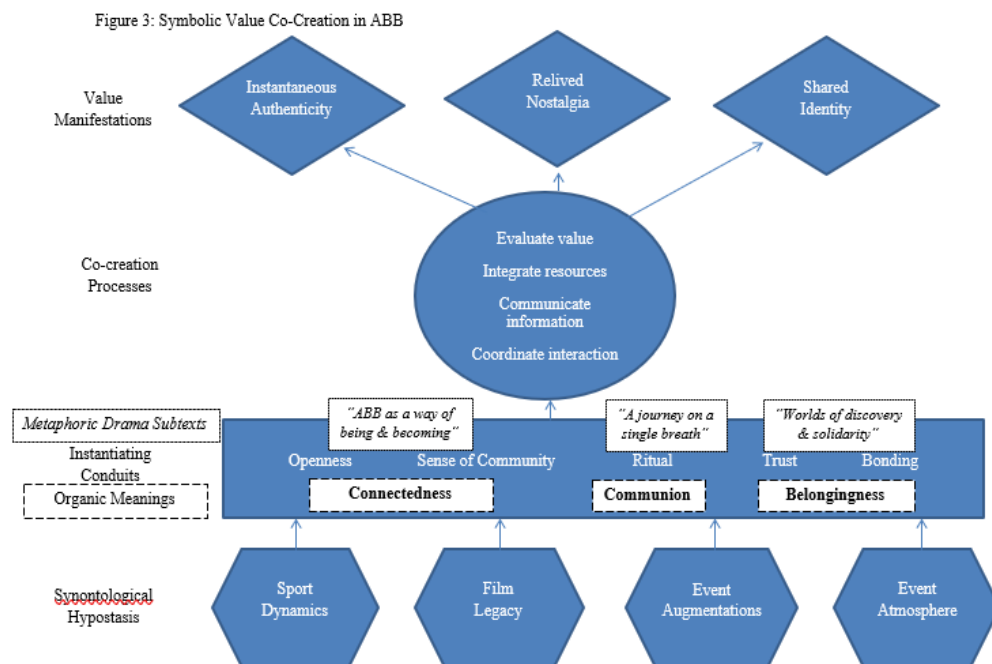 Figure 3: Symbolic Value Co-Creation in ABB
Value
Manifestations
Instantaneous
Authenticity
Relived
Nostalgia
Shared
Identity
Co-creation
Processes
Evaluate value
Integrate resources
Communicate
information
Coordinate interaction
Metaphoric Drama Subtexts
"ABB as a way of
being & becoming"
"A journey on a
single breath"
"Worlds of discovery
& solidarity"
Instantiating
Conduits
Openness
Sense of Community
Ritual
Trust
Bonding
Organic Meanings
Connectedness
Communion
Belongingness
Synontological
Hypostasis
Sport
Dynamics
Film
Legacy
Event
Augmentations
Event
Atmosphere